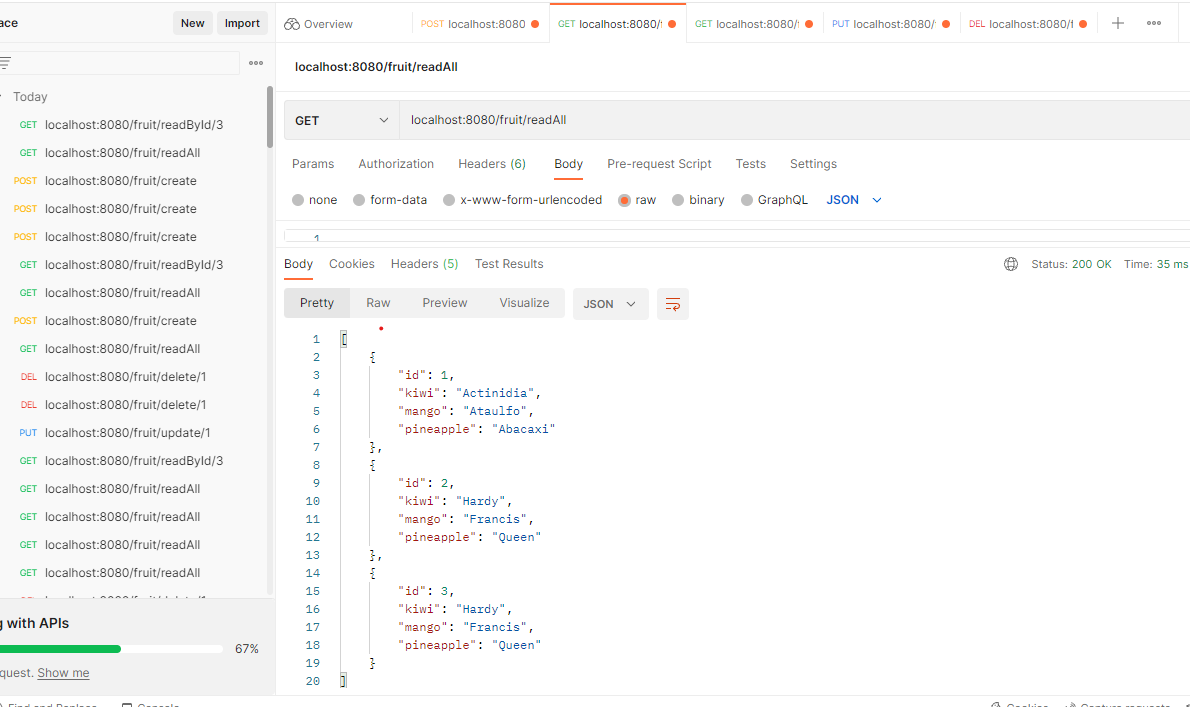 ace New Import
Overview POST localhost:8080 GET localhost:8080/ GET localhost:8080/ PUT localhost:8080/ DEL localhost:8080/
localhost:8080/fruit/readAll
Today
GET localhost:8080/fruit/readById/3
GET localhost:8080/fruit/readAll
POST localhost:8080/fruit/create
POST localhost:8080/fruit/create
POST localhost:8080/fruit/create
GET localhost:8080/fruit/readById/3
GET localhost:8080/fruit/readAll
POST localhost:8080/fruit/create
GET localhost:8080/fruit/readAll
DEL localhost:8080/fruit/delete/1
DEL localhost:8080/fruit/delete/1
PUT localhost:8080/fruit/update/1
GET localhost:8080/fruit/readById/3
GET localhost:8080/fruit/readAll
GET localhost:8080/fruit/readAll
GET localhost:8080/fruit/readAll
GET localhost:8080/fruit/readAll
g with APIs
67%
quest. Show me
GET localhost:8080/fruit/readAll
Params Authorization Headers (6) Body Pre-request Script Tests Settings
none form-data x-www-form-urlencoded raw binary GraphQL JSON
1
Body Cookies Headers (5) Test Results Status: 200 OK Time: 35 ms
Pretty Raw Preview Visualize JSON
1 [
2 {
3 "id": 1,
4 "kiwi": "Actinidia",
5 "mango": "Ataulfo",
6 "pineapple": "Abacaxi"
7 },
8 {
9 "id": 2,
10 "kiwi": "Hardy",
11 "mango": "Francis",
12 "pineapple": "Queen"
13 },
14 {
15 "id": 3,
16 "kiwi": "Hardy",
17 "mango": "Francis",
18 "pineapple": "Queen"
19 }
20 ]
Find and Replace Console Cookies Capture requests